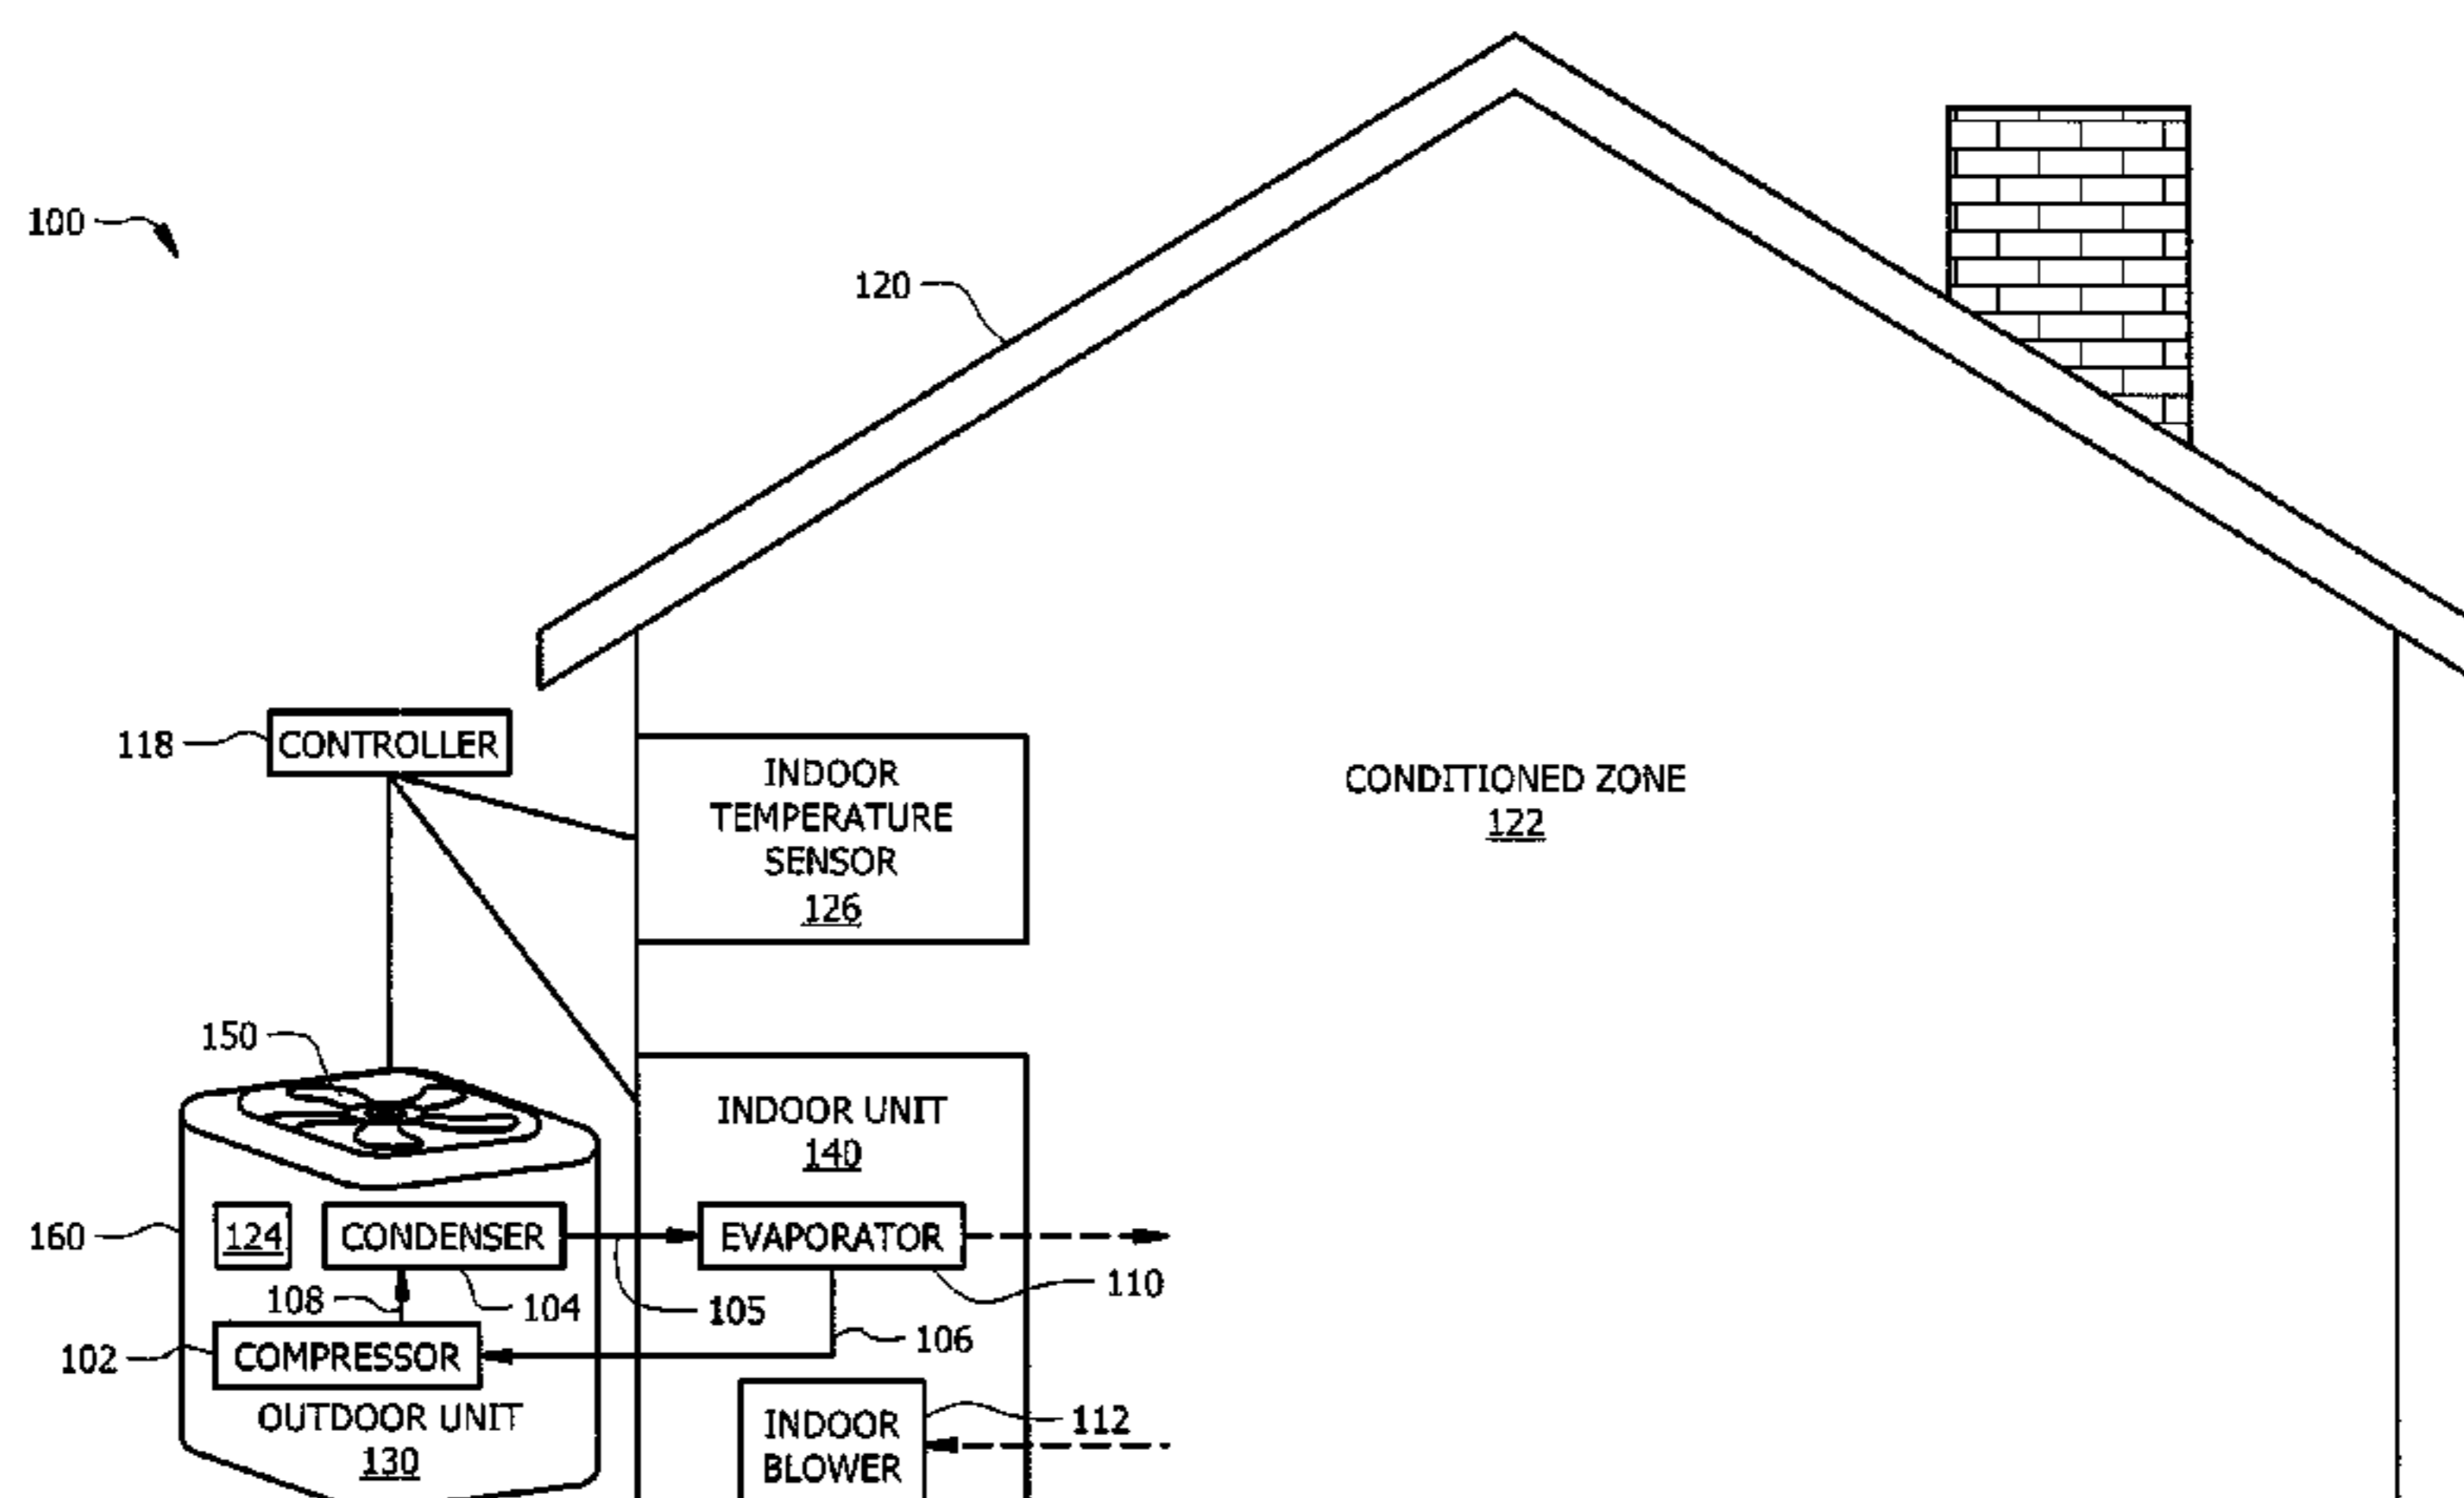 100
120
118
CONTROLLER
INDOOR
TEMPERATURE
SENSOR
126
CONDITIONED ZONE
122
150
INDOOR UNIT
140
160
124
CONDENSER
EVAPORATOR
110
108
104
105
106
102
COMPRESSOR
OUTDOOR UNIT
130
INDOOR
BLOWER
112